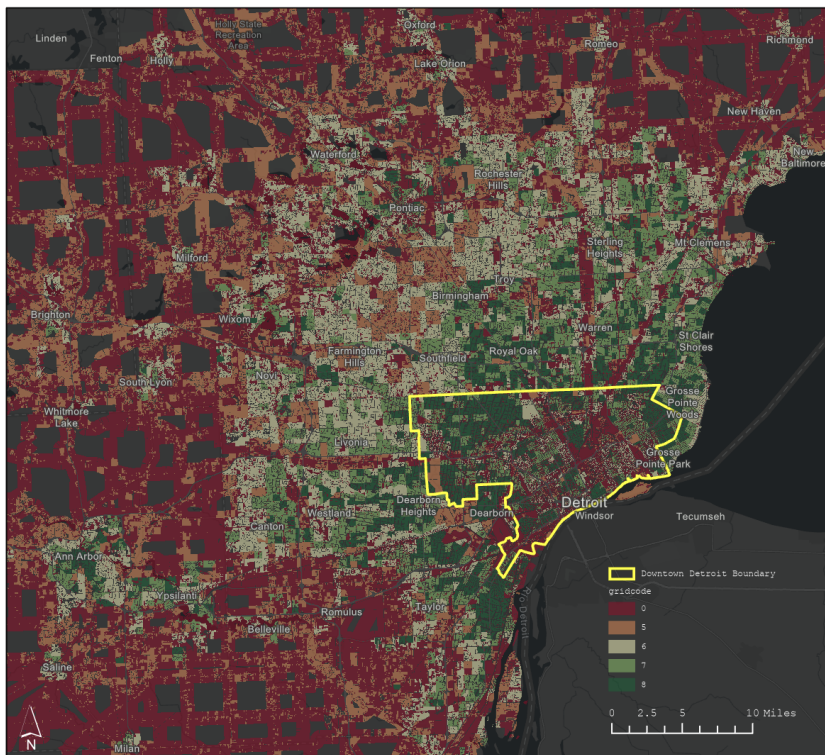 Linden
Holly State
Recreation
Area
Oxford
Richmond
Fenton
Holly
Romeo
Lake Orion
New Haven
Waterford
New
Baltimore
Rochester
Hills
Pontiac
Sterling
Heights
Mt Clemens
Milford
Troy
Birmingham
Brighton
Wixom
Warren
St Clair
Shores
Farmington
Hills
Southfield
Royal Oak
Novi
South Lyon
Grosse
Pointe
Woods
Whitmore
Lake
Livonia
Grosse
Pointe Park
Dearborn
Heights
Dearborn
Detroit
Windsor
Tecumseh
Westland
Canton
Ann Arbor
Ypsilanti
Romulus
Taylor
Belleville
Rio Detroit
Saline
Milan
N
Downtown Detroit Boundary
gridcode
0
5
6
7
8
0 2.5 5 10 Miles